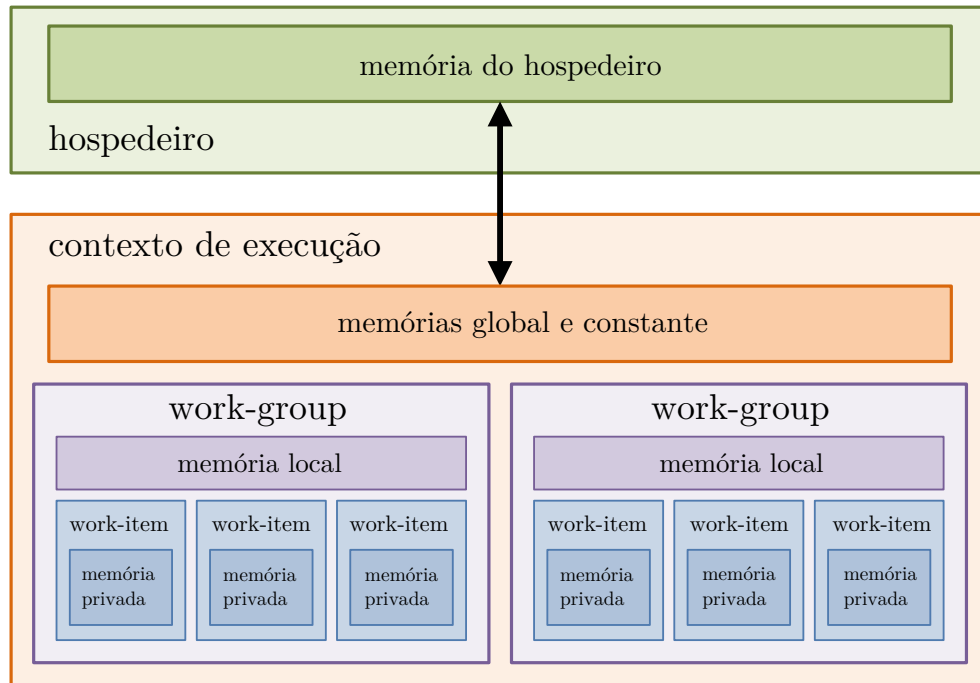 memória do hospedeiro
hospedeiro
contexto de execução
memórias global e constante
work-group
memória local
work-item work-item work-item
memória privada
memória privada
memória privada
work-group
memória local
work-item work-item work-item
memória privada
memória privada
memória privada